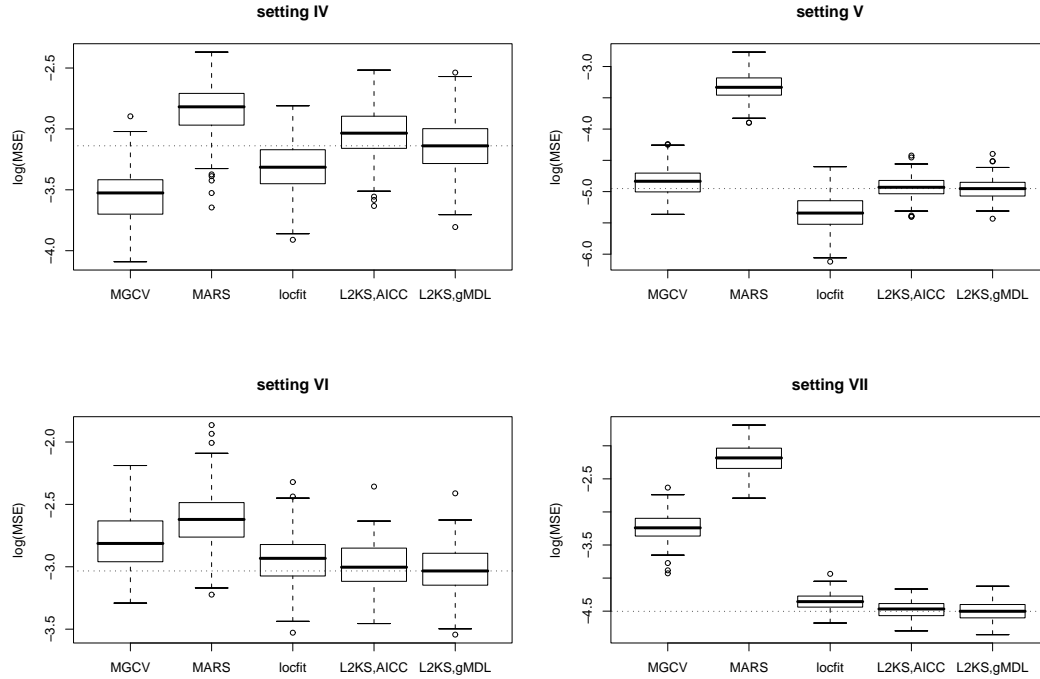 setting IV
log(MSE)
−2.5
−3.0
−3.5
−4.0
MGCV MARS locfit L2KS,AICC L2KS,gMDL
setting V
log(MSE)
−3.0
−4.0
−5.0
−6.0
MGCV MARS locfit L2KS,AICC L2KS,gMDL
setting VI
log(MSE)
−2.0
−2.5
−3.0
−3.5
MGCV MARS locfit L2KS,AICC L2KS,gMDL
setting VII
log(MSE)
−2.5
−3.5
−4.5
MGCV MARS locfit L2KS,AICC L2KS,gMDL